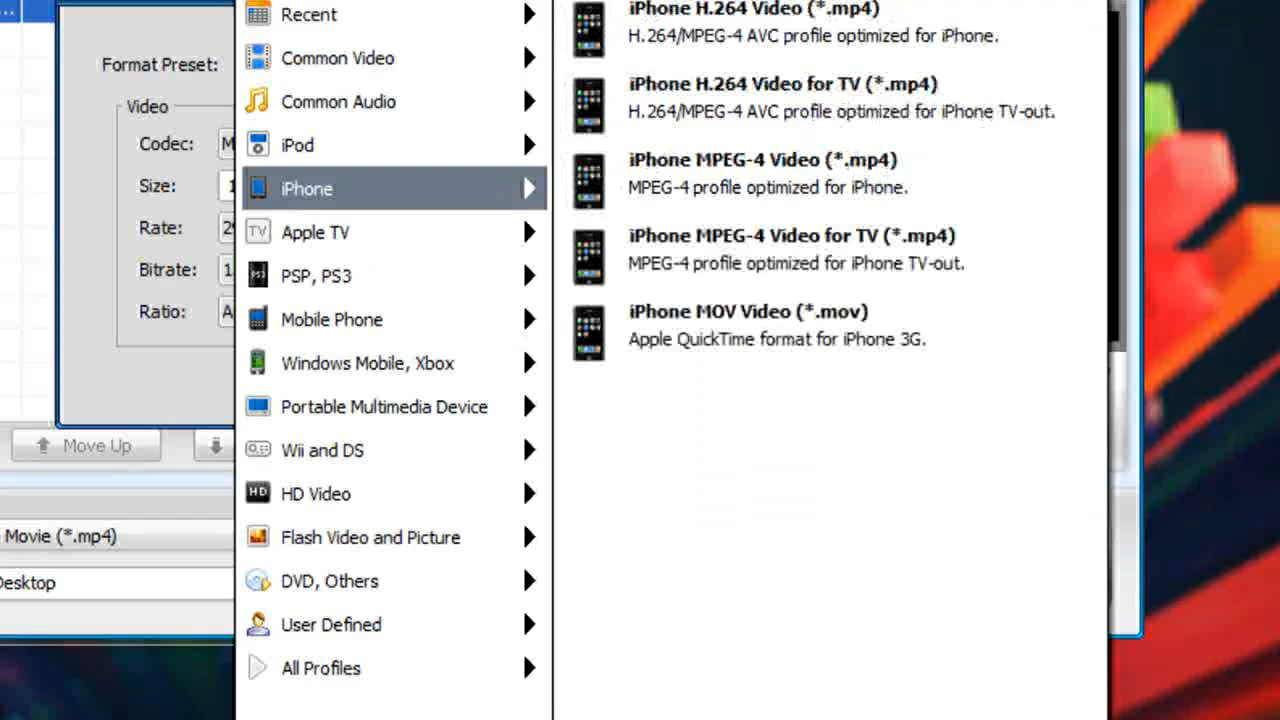 ...
Recent
Common Video
Common Audio
iPod
iPhone
Apple TV
PSP, PS3
Mobile Phone
Windows Mobile, Xbox
Portable Multimedia Device
Wii and DS
HD Video
Flash Video and Picture
DVD, Others
User Defined
All Profiles
iPhone H.264 Video (*.mp4)
H.264/MPEG-4 AVC profile optimized for iPhone.
iPhone H.264 Video for TV (*.mp4)
H.264/MPEG-4 AVC profile optimized for iPhone TV-out.
iPhone MPEG-4 Video (*.mp4)
MPEG-4 profile optimized for iPhone.
iPhone MPEG-4 Video for TV (*.mp4)
MPEG-4 profile optimized for iPhone TV-out.
iPhone MOV Video (*.mov)
Apple QuickTime format for iPhone 3G.
Format Preset:
Video
Codec: M
Size: 1
Rate: 29
Bitrate: 1
Ratio: A
Move Up
Movie (*.mp4)
Desktop
TV
HD